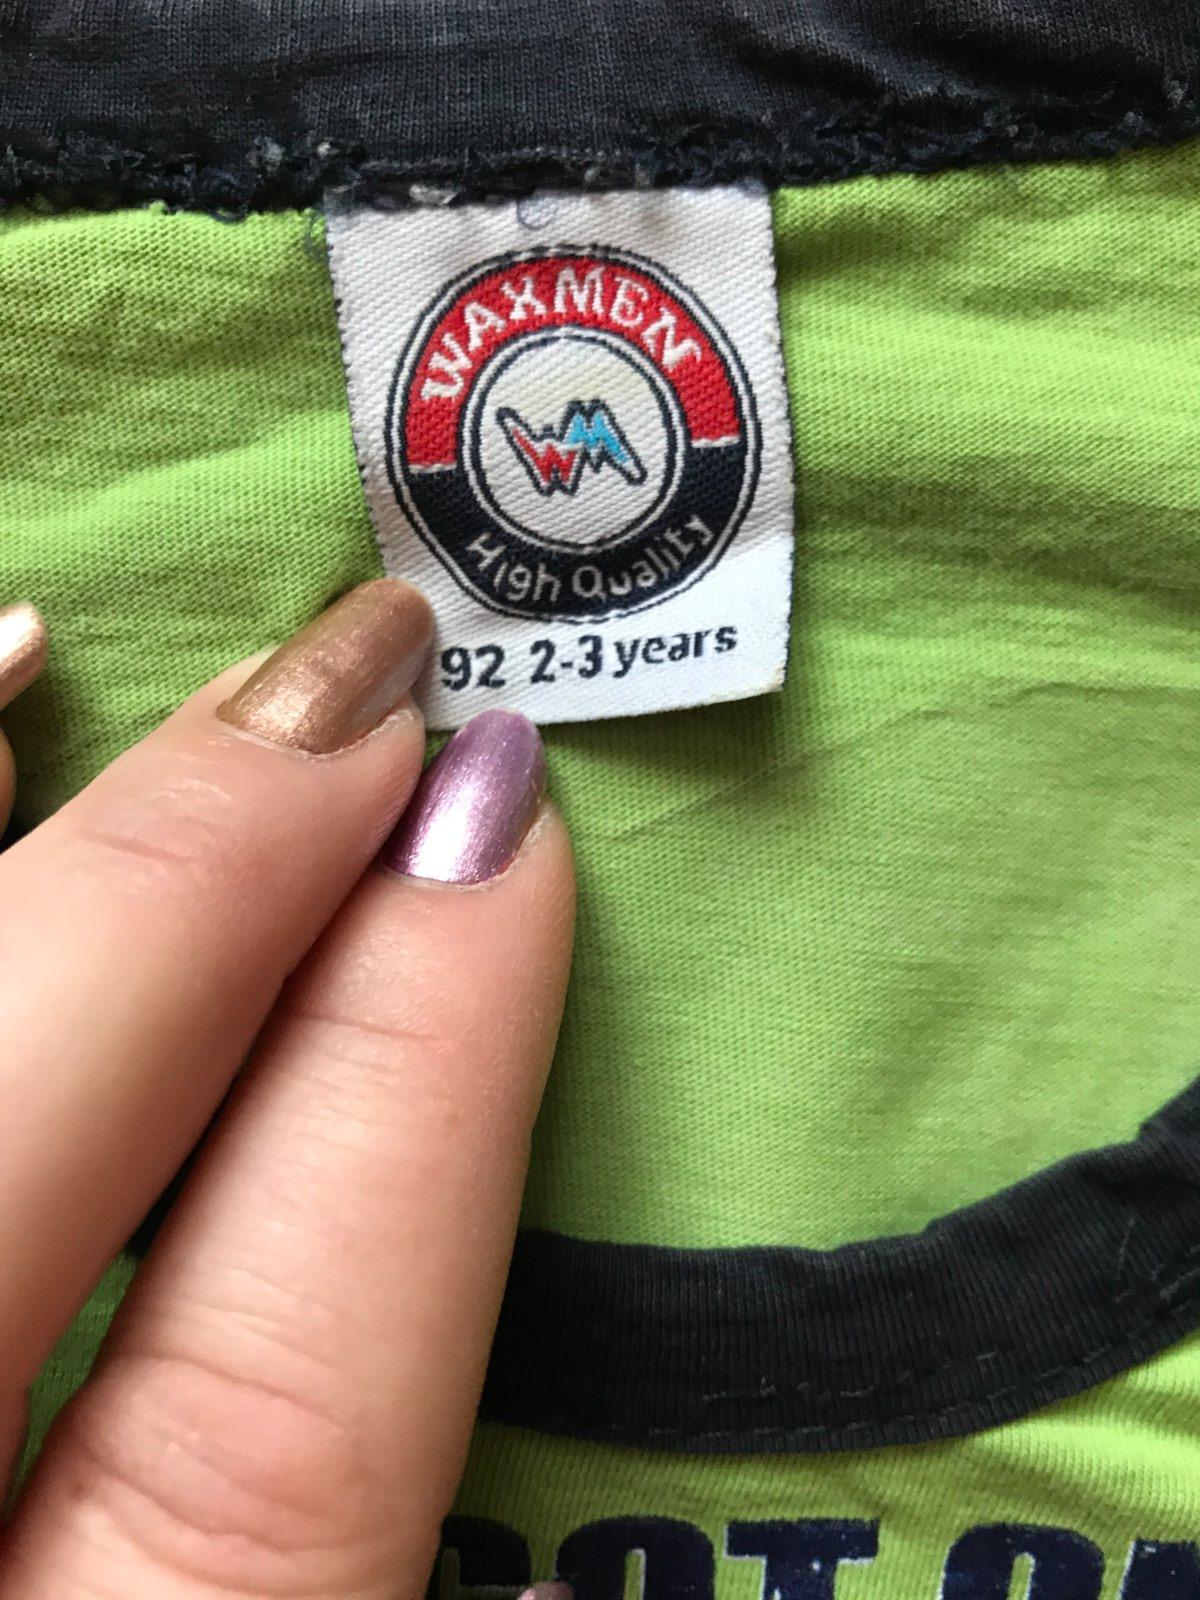 WAXMEN
WM
High Quality
92 2-3 years